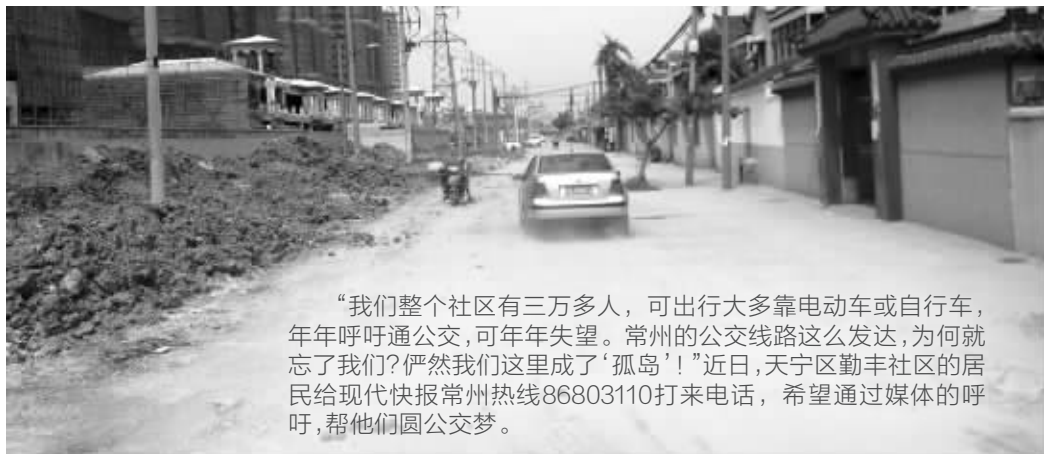 “我们整个社区有三万多人，可出行大多靠电动车或自行车，
年年呼吁通公交，可年年失望。常州的公交线路这么发达，为何就
忘了我们？俨然我们这里成了‘孤岛’！”近日，天宁区勤丰社区的居
民给现代快报常州热线86803110打来电话，希望通过媒体的呼
吁，帮他们圆公交梦。